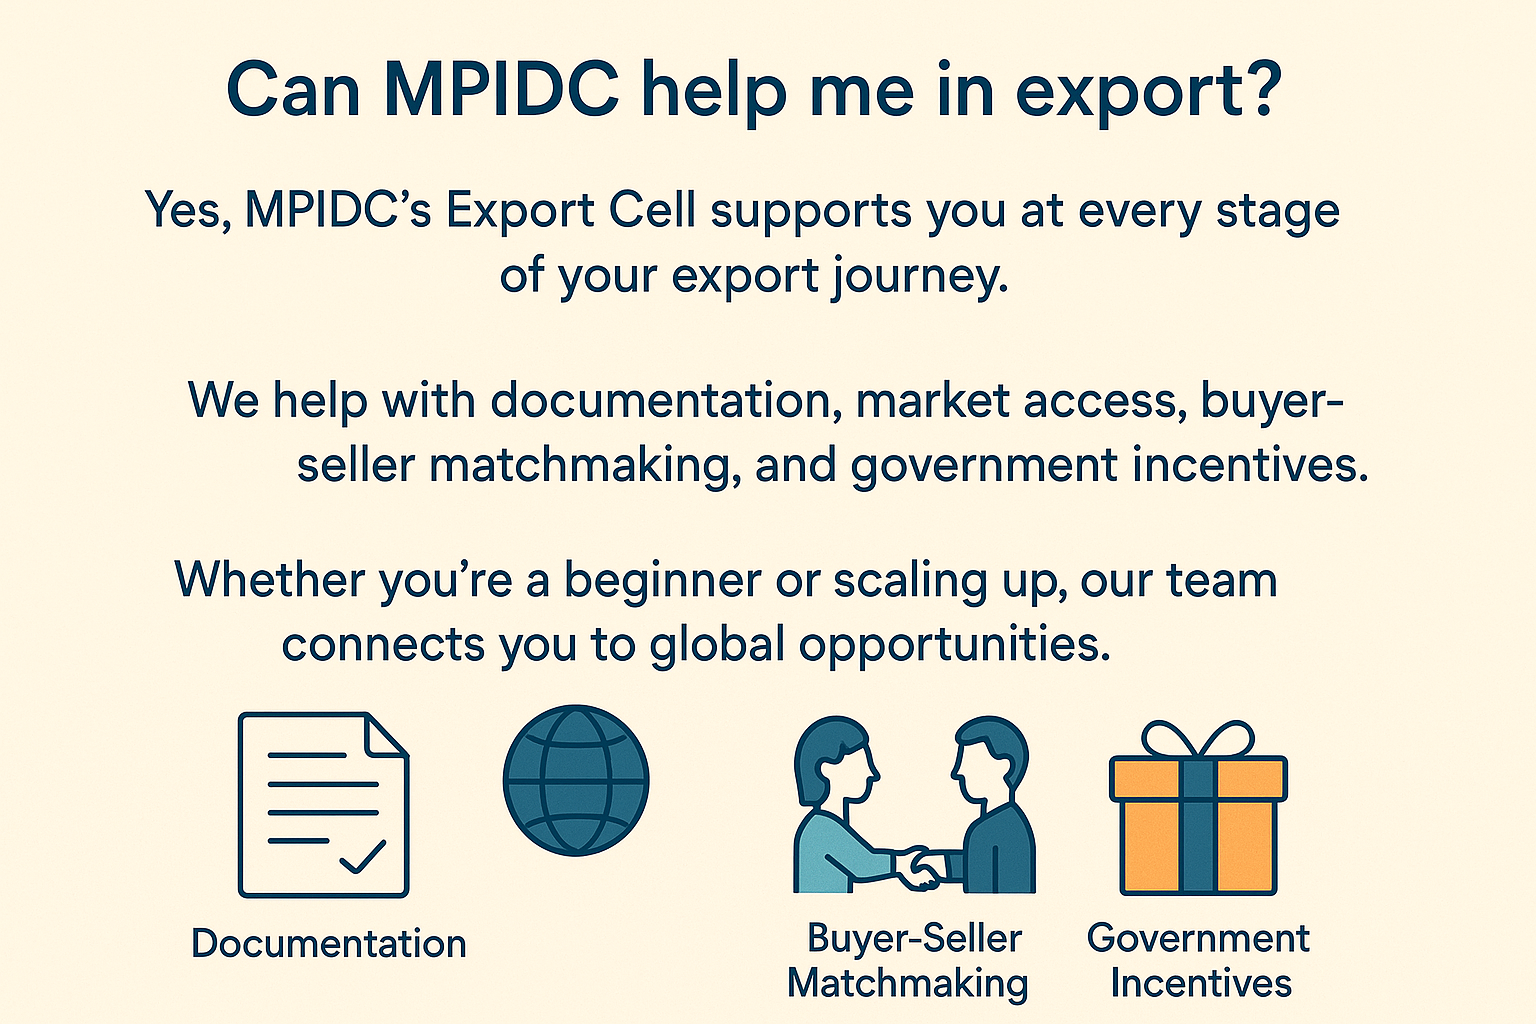 Can MPIDC help me in export?
Yes, MPIDC’s Export Cell supports you at every stage
of your export journey.
We help with documentation, market access, buyer-
seller matchmaking, and government incentives.
Whether you’re a beginner or scaling up, our team
connects you to global opportunities.
Documentation
Buyer-Seller
Matchmaking
Government
Incentives